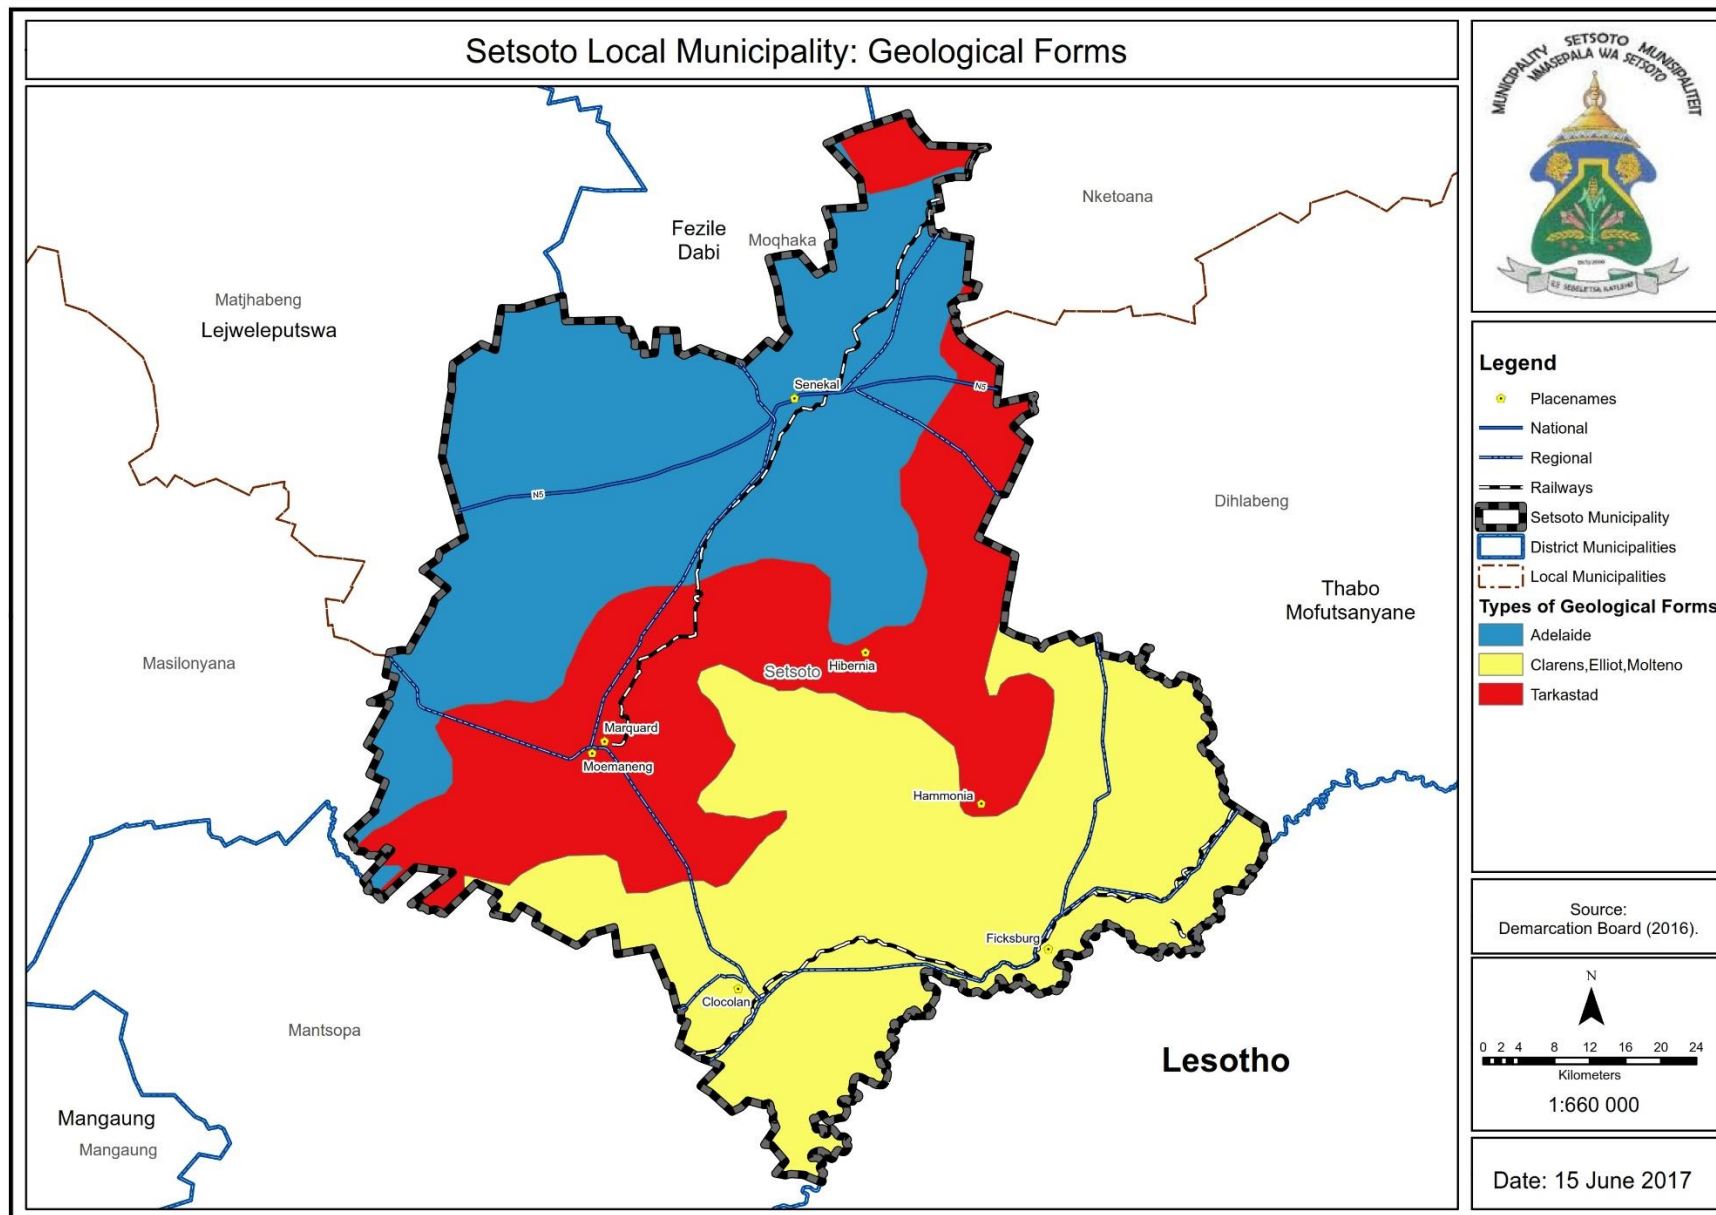 Setsoto Local Municipality: Geological Forms
MUNICIPALITY SETSOTO MUNISIPALITEIT
MMASEPALA WA SETSOTO
Nketoana
Fezile
Dabi
Moqhaka
Matjhabeng
Lejweleputswa
Senekal
N5
N5
Dihlabeng
Thabo
Mofutsanyane
Masilonyana
Setsoto
Hibernia
Marquard
Moemaneng
Hammonia
Ficksburg
Clocolan
Mantsopa
Lesotho
Mangaung
Mangaung
Legend
Placenames
National
Regional
Railways
Setsoto Municipality
District Municipalities
Local Municipalities
Types of Geological Forms
Adelaide
Clarens,Elliot,Molteno
Tarkastad
Source:
Demarcation Board (2016).
N
0 2 4 8 12 16 20 24
Kilometers
1:660 000
Date: 15 June 2017